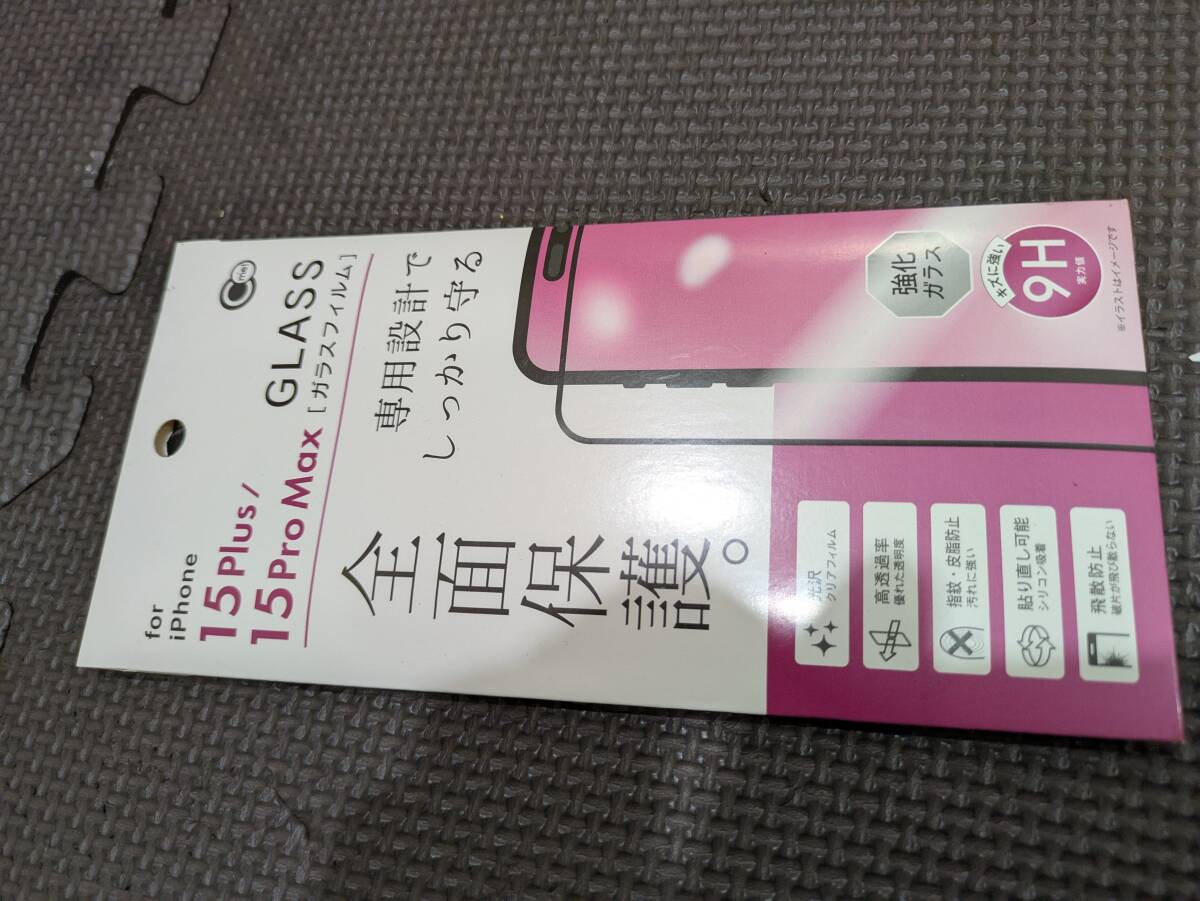 for
iPhone
15 Plus /
15 Pro Max
me!
GLASS
[ガラスフィルム]
専用設計で
しっかり守る
全面保護。
強化
ガラス
キズに強い
9H
実力値
※イラストはイメージです
光沢
クリアフィルム
高透過率
優れた透明度
指紋・皮脂防止
汚れに強い
貼り直し可能
シリコン吸着
飛散防止
破片が飛び散らない